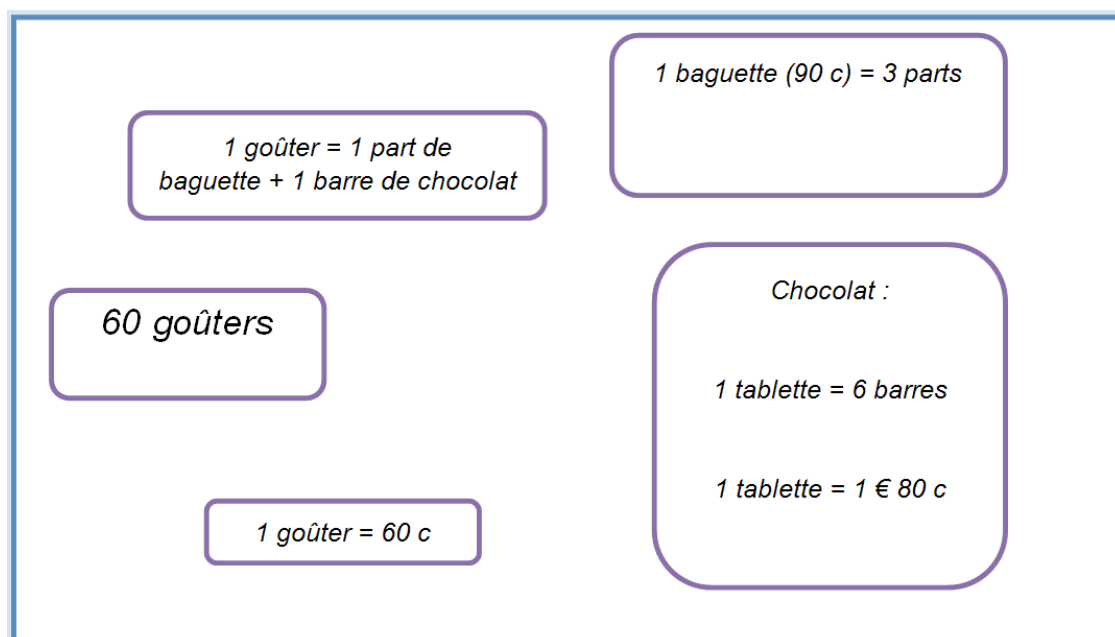 1 baguette (90 c) = 3 parts
1 goûter = 1 part de
baguette + 1 barre de chocolat
60 goûters
Chocolat :
1 tablette = 6 barres
1 tablette = 1 € 80 c
1 goûter = 60 c